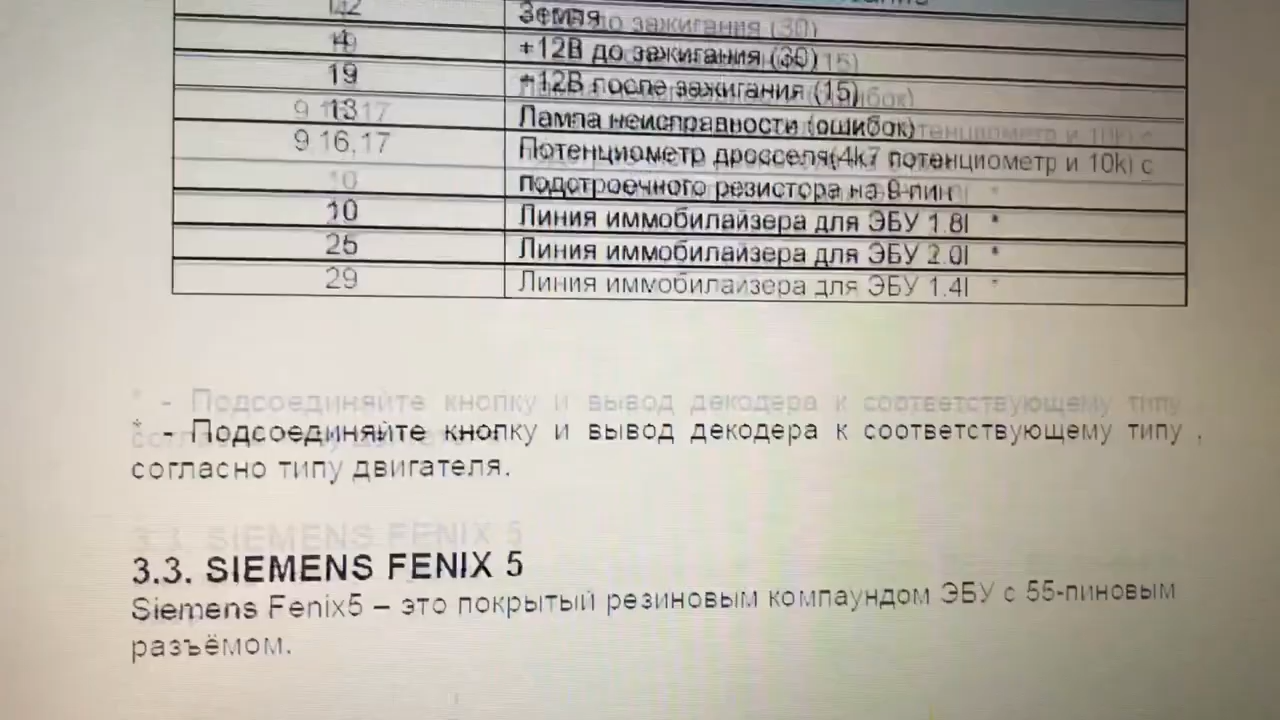 Земля
+12В до зажигания (30)
19 +12В после зажигания (15)
13 Лампа неисправности (ошибок)
9 16,17 Потенциометр дросселя(4k7 потенциометр и 10k) с
подстроечного резистора на 9-пин
10 Линия иммобилайзера для ЭБУ 1.8l *
25 Линия иммобилайзера для ЭБУ 2.0l *
29 Линия иммобилайзера для ЭБУ 1.4l *
* - Подсоединяйте кнопку и вывод декодера к соответствующему типу ,
согласно типу двигателя.
3.3. SIEMENS FENIX 5
Siemens Fenix5 – это покрытый резиновым компаундом ЭБУ с 55-пиновым
разъёмом.